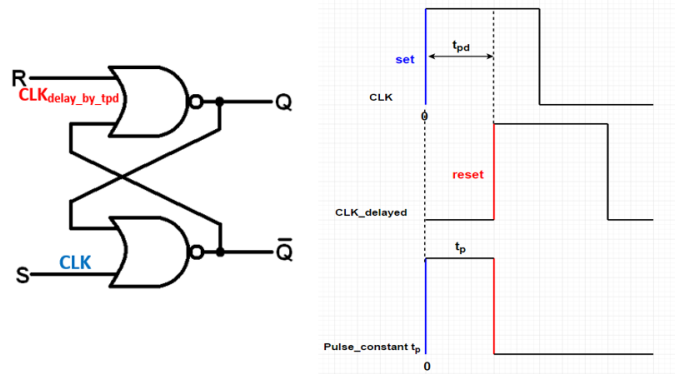 R
CLKdelay_by_tpd
Q
Q̅
CLK
S
set
tpd
CLK
0
reset
CLK_delayed
tp
Pulse_constant tp
0